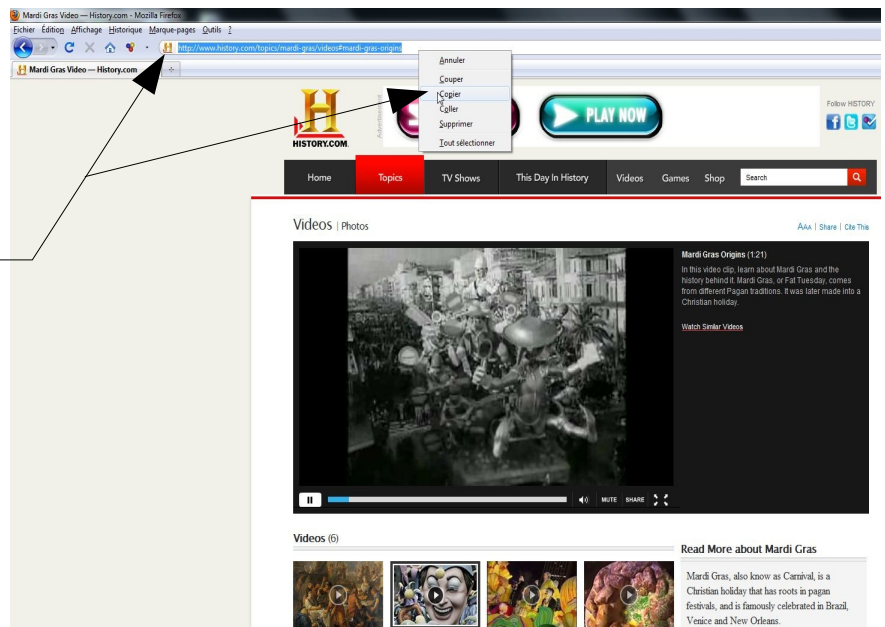 Mardi Gras Video — History.com - Mozilla Firefox
Fichier Édition Affichage Historique Marque-pages Outils ?
http://www.history.com/topics/mardi-gras/videos#mardi-gras-origins
Mardi Gras Video — History.com
Annuler
Couper
Copier
Coller
Supprimer
Tout sélectionner
H
HISTORY.COM
Advertisement
PLAY NOW
Follow HISTORY
Home Topics TV Shows This Day In History Videos Games Shop Search
Videos | Photos
AAA | Share | Cite This
Mardi Gras Origins (1:21)
In this video clip, learn about Mardi Gras and the
history behind it. Mardi Gras, or Fat Tuesday, comes
from different Pagan traditions. It was later made into a
Christian holiday.
Watch Similar Videos
MUTE SHARE
Videos (6)
Read More about Mardi Gras
Mardi Gras, also know as Carnival, is a
Christian holiday that has roots in pagan
festivals, and is famously celebrated in Brazil,
Venice and New Orleans.